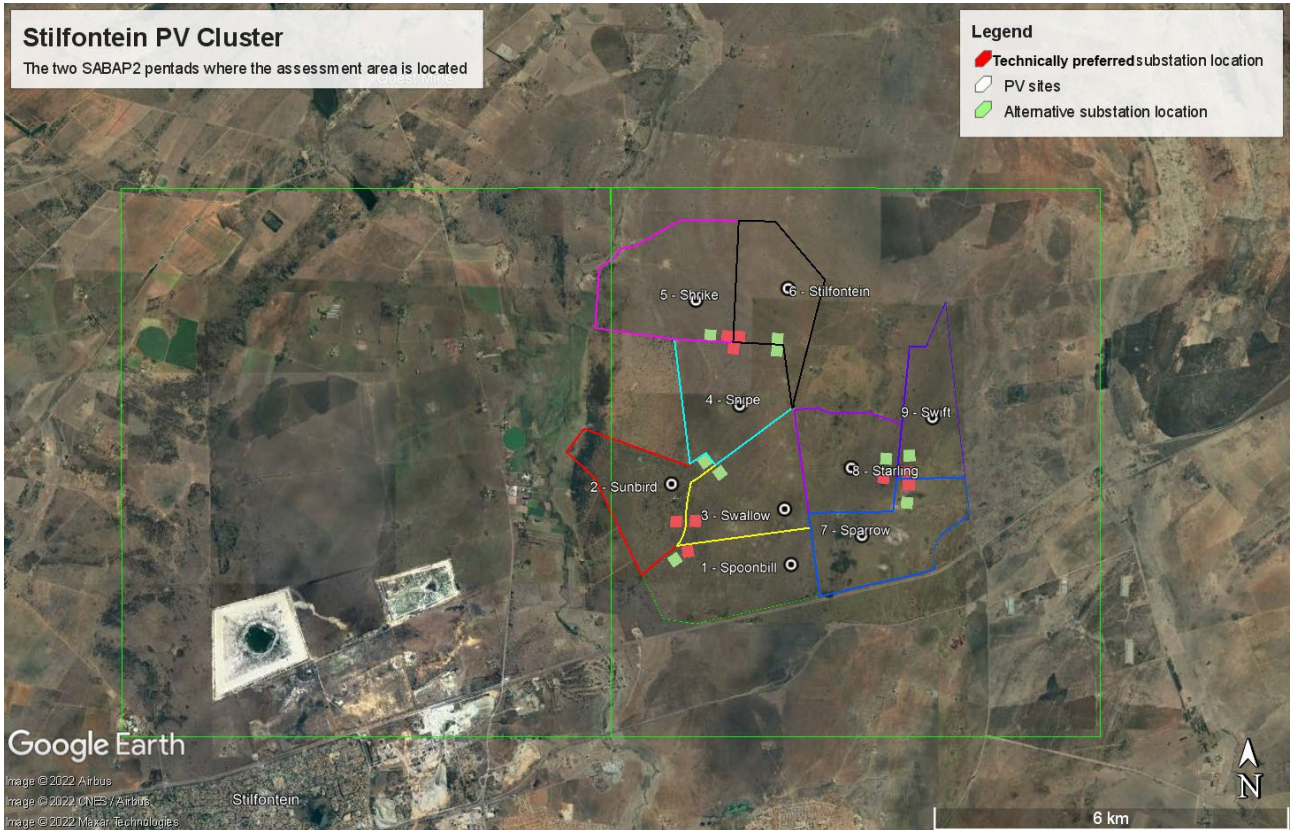 Stilfontein PV Cluster
The two SABAP2 pentads where the assessment area is located
Legend
Technically preferred substation location
PV sites
Alternative substation location
5 - Shrike
6 - Stilfontein
4 - Snipe
9 - Swift
8 - Starling
2 - Sunbird
3 - Swallow
7 - Sparrow
1 - Spoonbill
Google Earth
Image © 2022 Airbus
Image © 2022 CNES / Airbus
Image © 2022 Maxar Technologies
Stilfontein
N
6 km